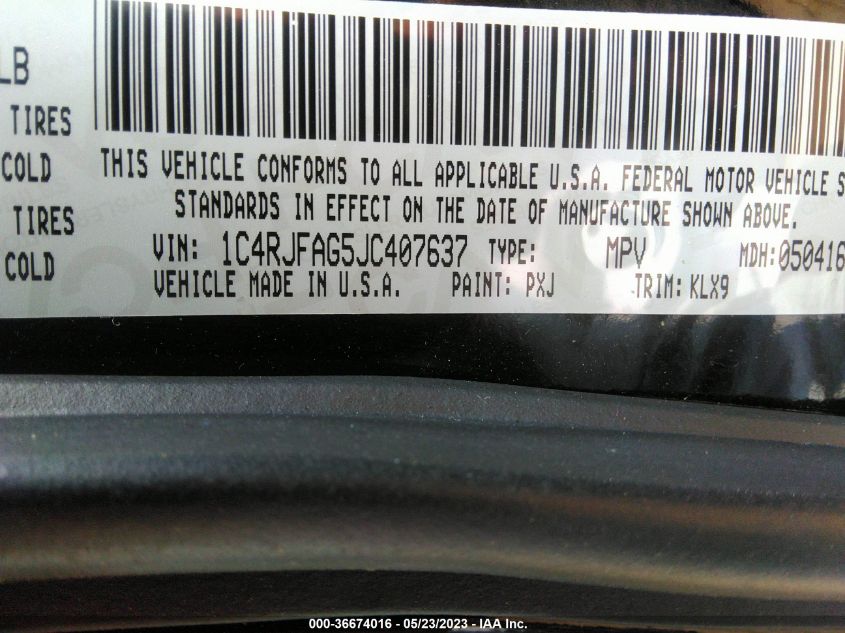 LB
TIRES
COLD
TIRES
COLD
THIS VEHICLE CONFORMS TO ALL APPLICABLE U.S.A. FEDERAL MOTOR VEHICLE S
STANDARDS IN EFFECT ON THE DATE OF MANUFACTURE SHOWN ABOVE.
VIN: 1C4RJFAG5JC407637 TYPE: MPV MDH:050416
VEHICLE MADE IN U.S.A. PAINT: PXJ TRIM: KLX9
000-36674016 - 05/23/2023 - IAA Inc.